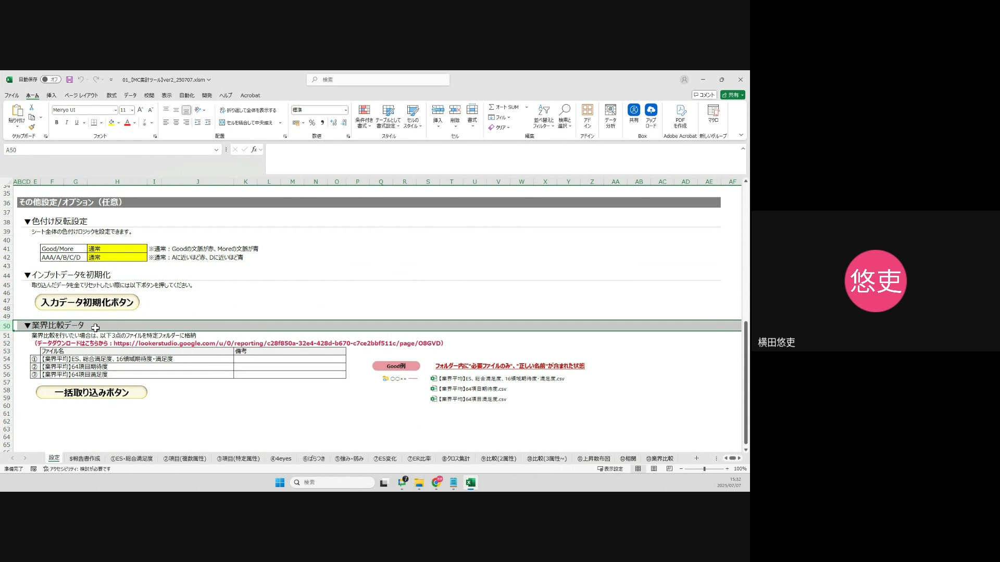 自動保存 オフ 01_【MC集計ツール】ver2_250707.xlsm 検索
ファイル ホーム 挿入 ページ レイアウト 数式 データ 校閲 表示 自動化 開発 ヘルプ Acrobat コメント 共有
貼り付け Meiryo UI 11 折り返して全体を表示する 標準 条件付き書式 テーブルとして書式設定 セルのスタイル 挿入 削除 書式 オート SUM 並べ替えとフィルター 検索と選択 アドイン データ分析 共有 アップロード PDFを作成 マクロ
B I U セルを結合して中央揃え フィル クリア
クリップボード フォント 配置 数値 スタイル セル 編集 アドイン Box Adobe Acrobat 新しいグループ
A50 fx
A B C D E F G H I J K L M N O P Q R S T U V W X Y Z AA AB AC AD AE AF
34
35
36 その他設定/オプション（任意）
37
38 ▼色付け反転設定
39 シート全体の色付けロジックを設定できます。
40
41 Good/More 通常 ※通常：Goodの文脈が赤、Moreの文脈が青
42 AAA/A/B/C/D 通常 ※通常：Aに近いほど赤、Dに近いほど青
43
44 ▼インプットデータを初期化
45 取り込んだデータを全てリセットしたい際には以下ボタンを押してください。
46
47 入力データ初期化ボタン
48
49
50 ▼業界比較データ
51 業界比較を行いたい場合は、以下3点のファイルを特定フォルダーに格納
52 （データダウンロードはこちらから：https://lookerstudio.google.com/u/0/reporting/c28f850a-32e4-428d-b670-c7ce2bbf511c/page/O8GVD）
53 ファイル名 備考
54 ① 【業界平均】ES、総合満足度、16領域期待度・満足度
55 ② 【業界平均】64項目期待度 Good例 フォルダー内に"必要ファイルのみ"、"正しい名前"が含まれた状態
56 ③ 【業界平均】64項目満足度
57 〇〇×× 【業界平均】ES、総合満足度、16領域期待度・満足度.csv
58 一括取り込みボタン 【業界平均】64項目期待度.csv
59 【業界平均】64項目満足度.csv
60
61
62
63
64
65
設定 $報告書作成 ①ES・総合満足度 ②項目(複数属性) ③項目(特定属性) ④4eyes ⑥ばらつき ⑤強み・弱み ⑦ES変化 ⑦ER比率 ⑧クロス集計 ⑨比較(2属性) ⑩比較(3属性~) ⑪上昇散布図 ⑫相関 ⑬業界比較
準備完了 アクセシビリティ: 検討が必要です 表示設定 100%
検索 7
15:32
2025/07/07
悠吏
横田悠吏